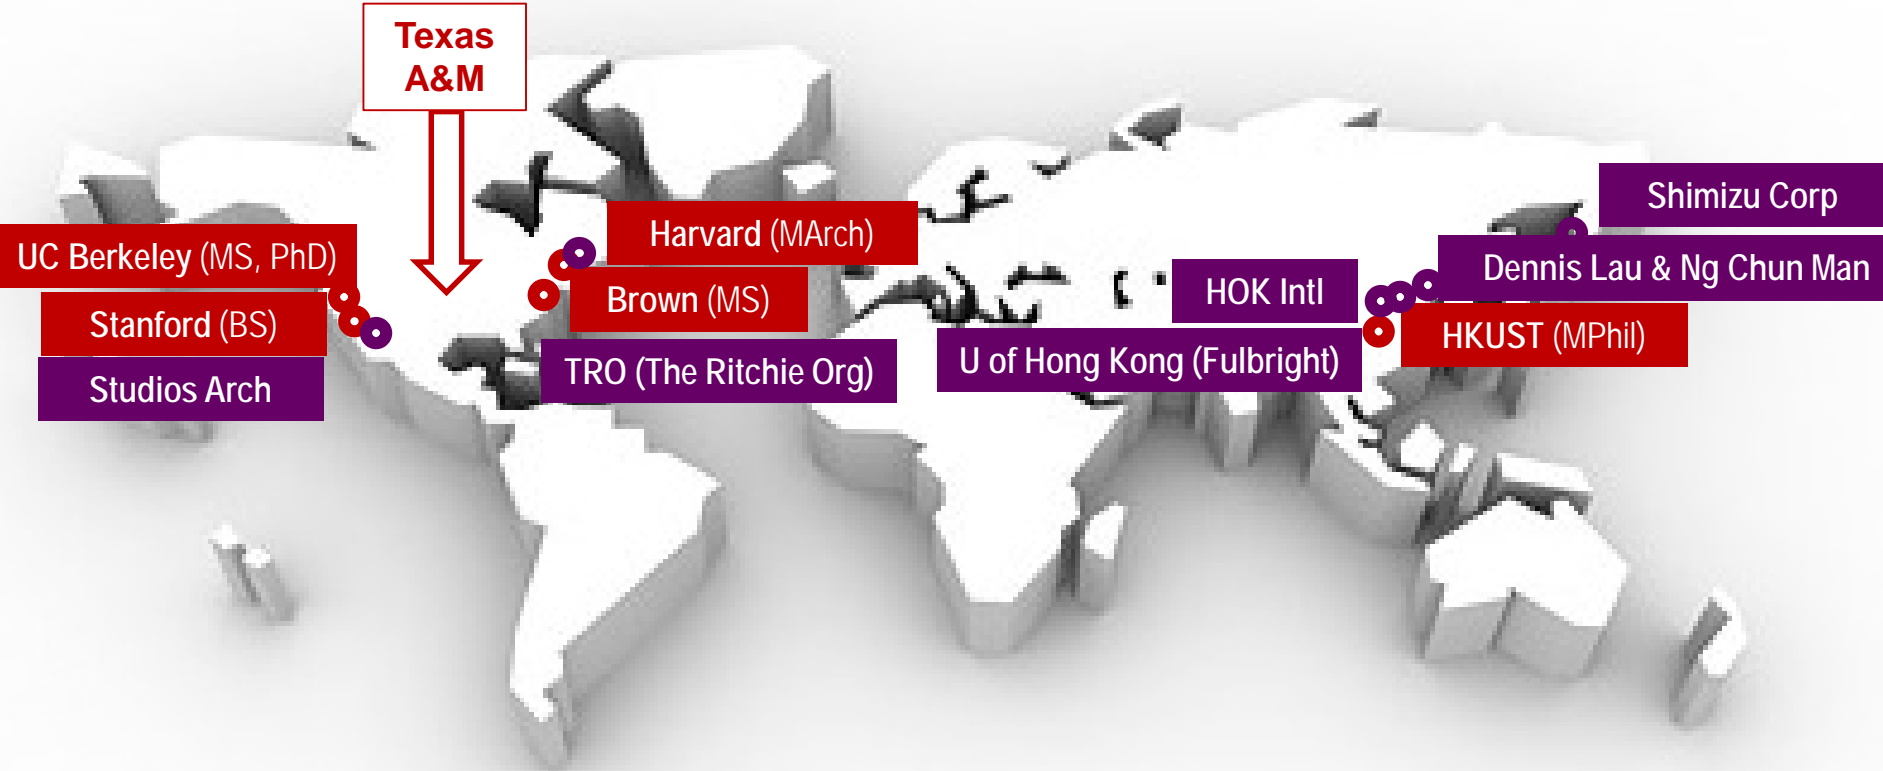 Texas
A&M
UC Berkeley (MS, PhD)
Stanford (BS)
Studios Arch
Harvard (MArch)
Brown (MS)
TRO (The Ritchie Org)
Shimizu Corp
Dennis Lau & Ng Chun Man
HOK Intl
HKUST (MPhil)
U of Hong Kong (Fulbright)